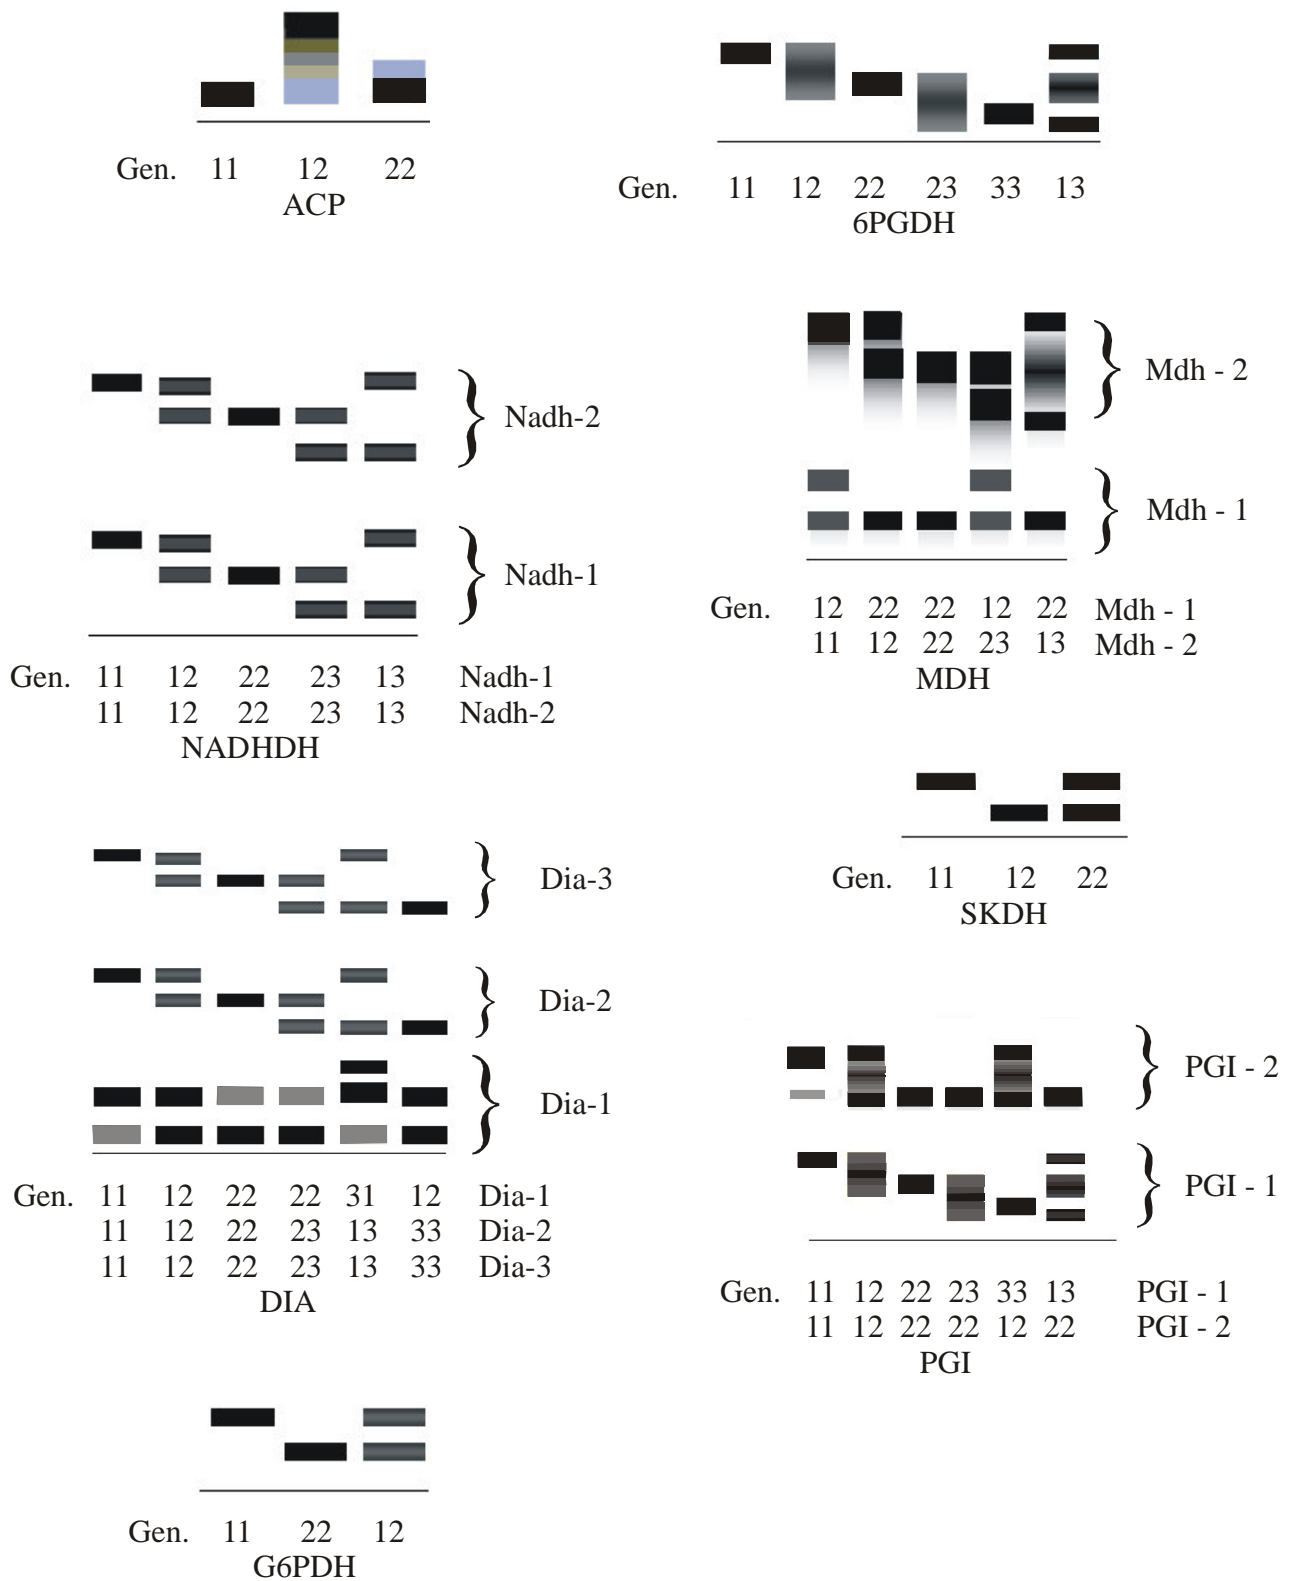 Gen. 11 12 22
ACP
Gen. 11 12 22 23 33 13
6PGDH
Nadh-2
Nadh-1
Gen. 11 12 22 23 13 Nadh-1
11 12 22 23 13 Nadh-2
NADHDH
Mdh - 2
Mdh - 1
Gen. 12 22 22 12 22 Mdh - 1
11 12 22 23 13 Mdh - 2
MDH
Gen. 11 12 22
SKDH
Dia-3
Dia-2
Dia-1
Gen. 11 12 22 22 31 12 Dia-1
11 12 22 23 13 33 Dia-2
11 12 22 23 13 33 Dia-3
DIA
PGI - 2
PGI - 1
Gen. 11 12 22 23 33 13 PGI - 1
11 12 22 22 12 22 PGI - 2
PGI
Gen. 11 22 12
G6PDH